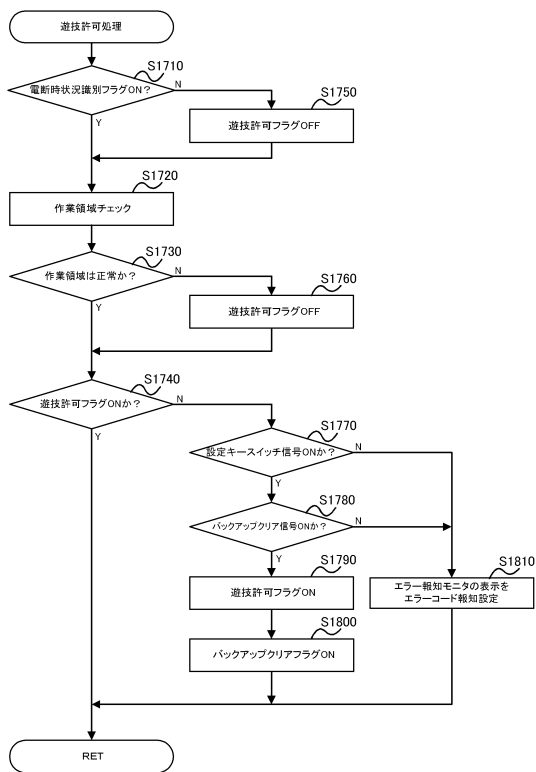 遊技許可処理
S1710
電断時状況識別フラグON?
N
Y
S1750
遊技許可フラグOFF
S1720
作業領域チェック
S1730
作業領域は正常か?
N
Y
S1760
遊技許可フラグOFF
S1740
遊技許可フラグONか?
N
Y
S1770
設定キースイッチ信号ONか?
N
Y
S1780
バックアップクリア信号ONか?
N
Y
S1790
遊技許可フラグON
S1810
エラー報知モニタの表示を
エラーコード報知設定
S1800
バックアップクリアフラグON
RET